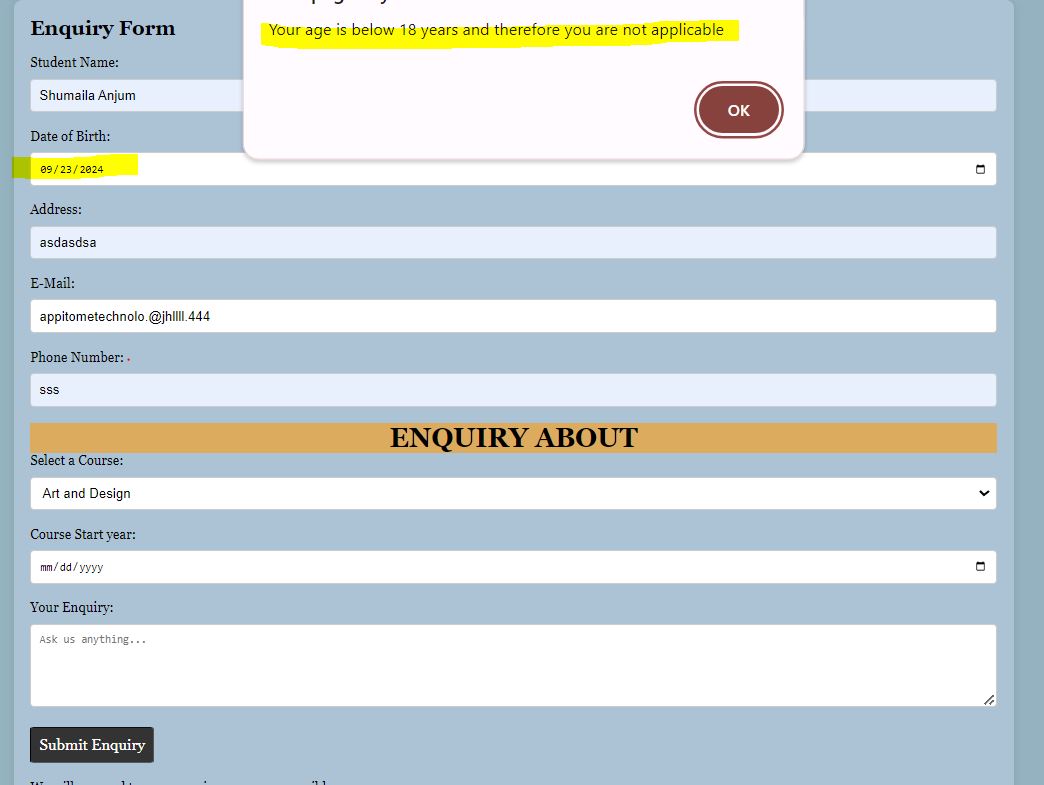 Enquiry Form
Your age is below 18 years and therefore you are not applicable
OK
Student Name:
Shumaila Anjum
Date of Birth:
09/23/2024
Address:
asdasdsa
E-Mail:
appitometechnolo.@jhllll.444
Phone Number: *
sss
ENQUIRY ABOUT
Select a Course:
Art and Design
Course Start year:
mm/dd/yyyy
Your Enquiry:
Ask us anything...
Submit Enquiry